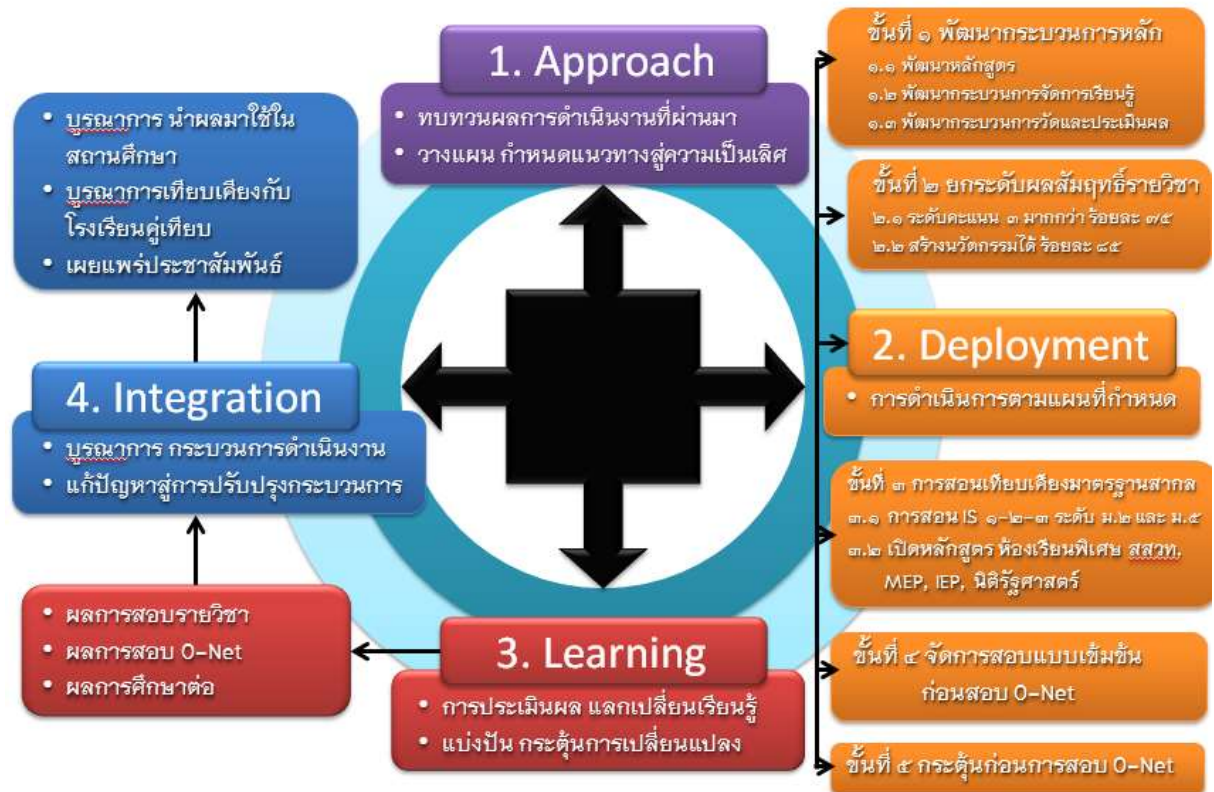 1. Approach
• ทบทวนผลการดำเนินงานที่ผ่านมา
• วางแผน กำหนดแนวทางสู่ความเป็นเลิศ
ขั้นที่ ๑ พัฒนากระบวนการหลัก
๑.๑ พัฒนาหลักสูตร
๑.๒ พัฒนากระบวนการจัดการเรียนรู้
๑.๓ พัฒนากระบวนการวัดและประเมินผล
ขั้นที่ ๒ ยกระดับผลสัมฤทธิ์รายวิชา
๒.๑ ระดับคะแนน ๓ มากกว่า ร้อยละ ๗๕
๒.๒ สร้างนวัตกรรมได้ ร้อยละ ๘๕
2. Deployment
• การดำเนินการตามแผนที่กำหนด
ขั้นที่ ๓ การสอนเทียบเคียงมาตรฐานสากล
๓.๑ การสอน IS ๑-๒-๓ ระดับ ม.๒ และ ม.๕
๓.๒ เปิดหลักสูตร ห้องเรียนพิเศษ สสวท.
MEP, IEP, นิติรัฐศาสตร์
ขั้นที่ ๔ จัดการสอบแบบเข้มข้น
ก่อนสอบ O-Net
ขั้นที่ ๕ กระตุ้นก่อนการสอบ O-Net
3. Learning
• การประเมินผล แลกเปลี่ยนเรียนรู้
• แบ่งปัน กระตุ้นการเปลี่ยนแปลง
• ผลการสอบรายวิชา
• ผลการสอบ O-Net
• ผลการศึกษาต่อ
4. Integration
• บูรณาการ กระบวนการดำเนินงาน
• แก้ปัญหาสู่การปรับปรุงกระบวนการ
• บูรณาการ นำผลมาใช้ใน
สถานศึกษา
• บูรณาการเทียบเคียงกับ
โรงเรียนคู่เทียบ
• เผยแพร่ประชาสัมพันธ์